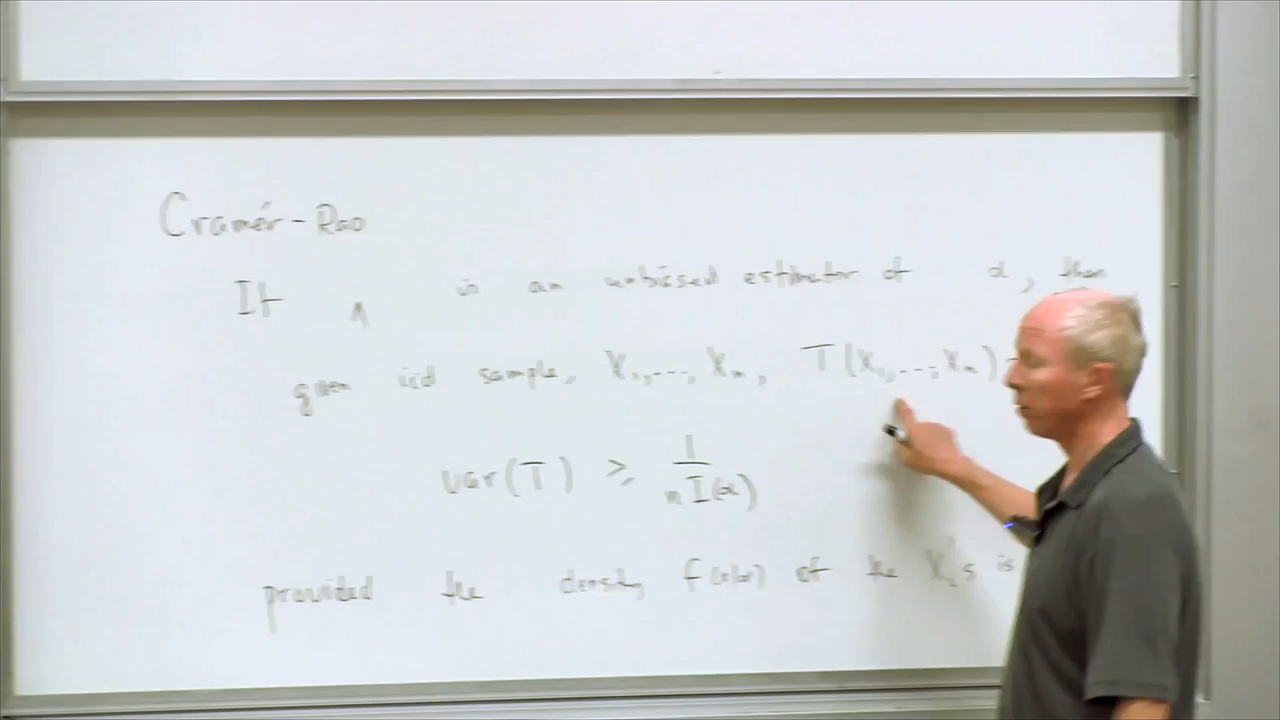 Cramér-Rao
If is an unbiased estimator of α, then
given iid sample, X₁,...,Xₙ, T(X₁,...,Xₙ)
var(T) ≥ 1/(n I(α))
provided the density f(x|α) of the Xᵢ's is